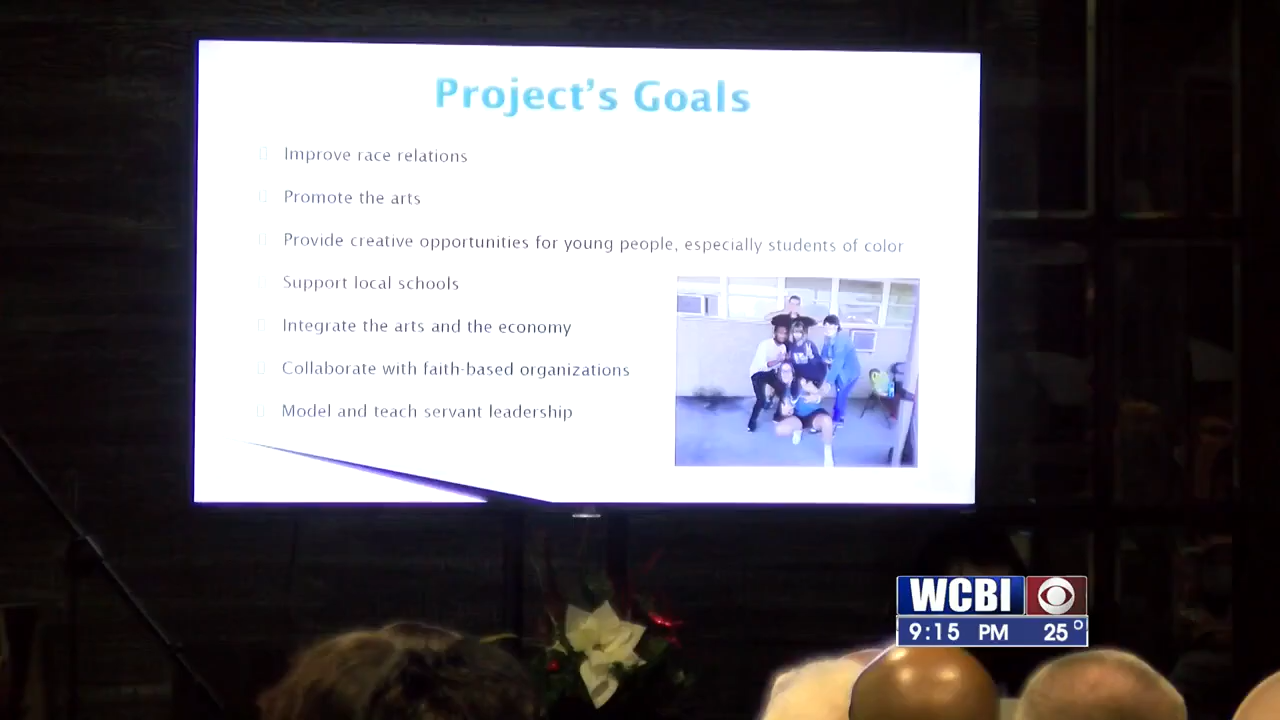 Project's Goals
Improve race relations
Promote the arts
Provide creative opportunities for young people, especially students of color
Support local schools
Integrate the arts and the economy
Collaborate with faith-based organizations
Model and teach servant leadership
WCBI
9:15 PM 25°